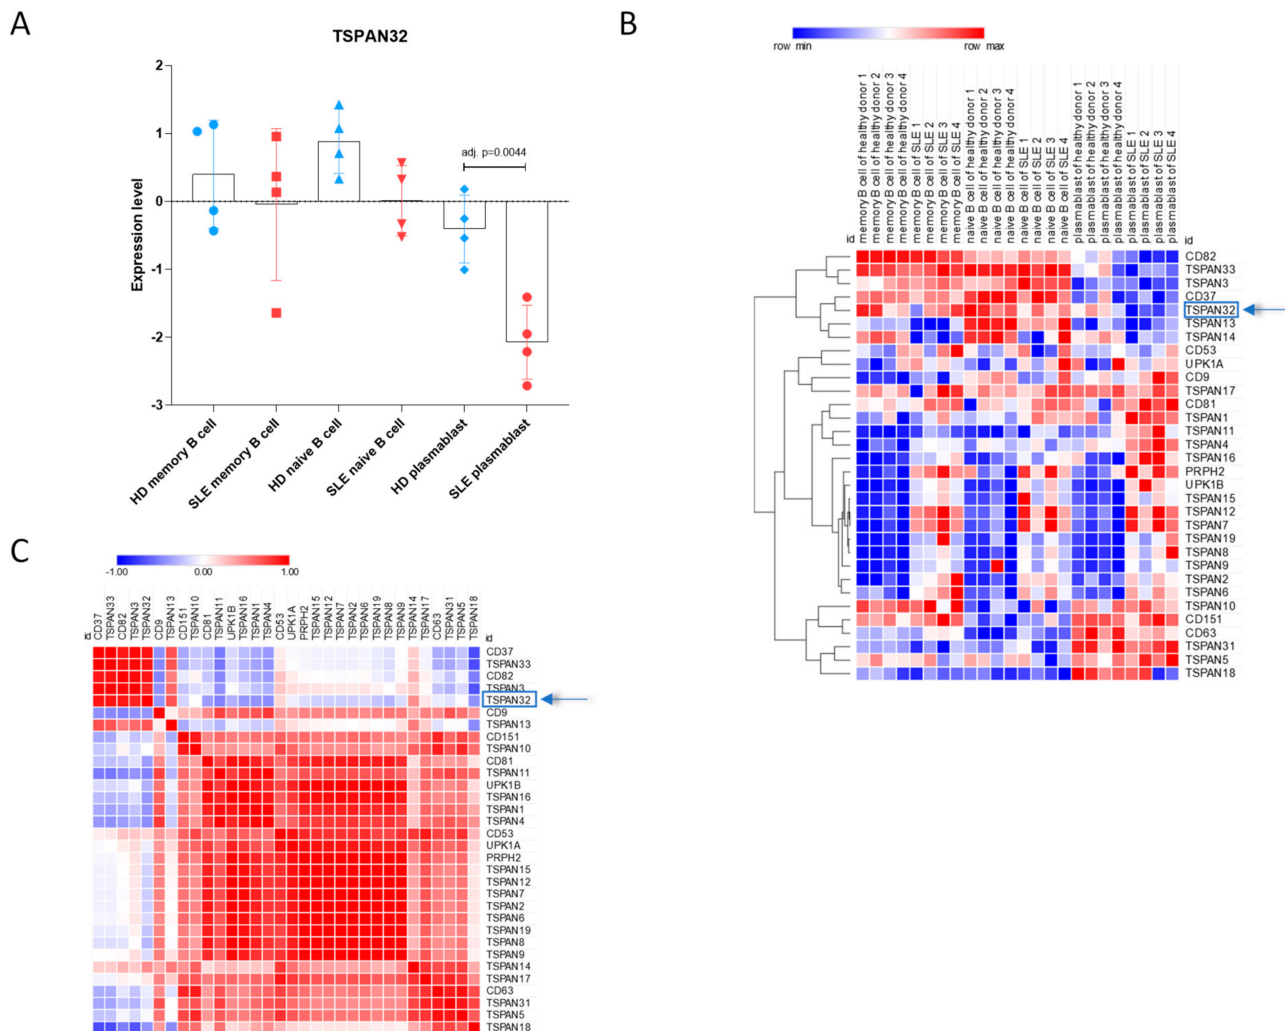 A
TSPAN32
Expression level
2
1
0
-1
-2
-3
adj. p=0.0044
HD memory B cell
SLE memory B cell
HD naive B cell
SLE naive B cell
HD plasmablast
SLE plasmablast
B
row min
row max
id
memory B cell of healthy donor 1
memory B cell of healthy donor 2
memory B cell of healthy donor 3
memory B cell of healthy donor 4
memory B cell of SLE 1
memory B cell of SLE 2
memory B cell of SLE 3
memory B cell of SLE 4
naive B cell of healthy donor 1
naive B cell of healthy donor 2
naive B cell of healthy donor 3
naive B cell of healthy donor 4
naive B cell of SLE 1
naive B cell of SLE 2
naive B cell of SLE 3
naive B cell of SLE 4
plasmablast of healthy donor 1
plasmablast of healthy donor 2
plasmablast of healthy donor 3
plasmablast of healthy donor 4
plasmablast of SLE 1
plasmablast of SLE 2
plasmablast of SLE 3
plasmablast of SLE 4
id
CD82
TSPAN33
TSPAN3
CD37
TSPAN32
TSPAN13
TSPAN14
CD53
UPK1A
CD9
TSPAN17
CD81
TSPAN1
TSPAN11
TSPAN4
TSPAN16
PRPH2
UPK1B
TSPAN15
TSPAN12
TSPAN7
TSPAN19
TSPAN8
TSPAN9
TSPAN2
TSPAN6
TSPAN10
CD151
CD63
TSPAN31
TSPAN5
TSPAN18
C
-1.00
0.00
1.00
id
CD37
TSPAN33
CD82
TSPAN3
TSPAN32
CD9
TSPAN13
CD151
TSPAN10
CD81
TSPAN11
UPK1B
TSPAN16
TSPAN1
TSPAN4
CD53
UPK1A
PRPH2
TSPAN15
TSPAN12
TSPAN7
TSPAN2
TSPAN6
TSPAN19
TSPAN8
TSPAN9
TSPAN14
TSPAN17
CD63
TSPAN31
TSPAN5
TSPAN18
id
CD37
TSPAN33
CD82
TSPAN3
TSPAN32
CD9
TSPAN13
CD151
TSPAN10
CD81
TSPAN11
UPK1B
TSPAN16
TSPAN1
TSPAN4
CD53
UPK1A
PRPH2
TSPAN15
TSPAN12
TSPAN7
TSPAN2
TSPAN6
TSPAN19
TSPAN8
TSPAN9
TSPAN14
TSPAN17
CD63
TSPAN31
TSPAN5
TSPAN18